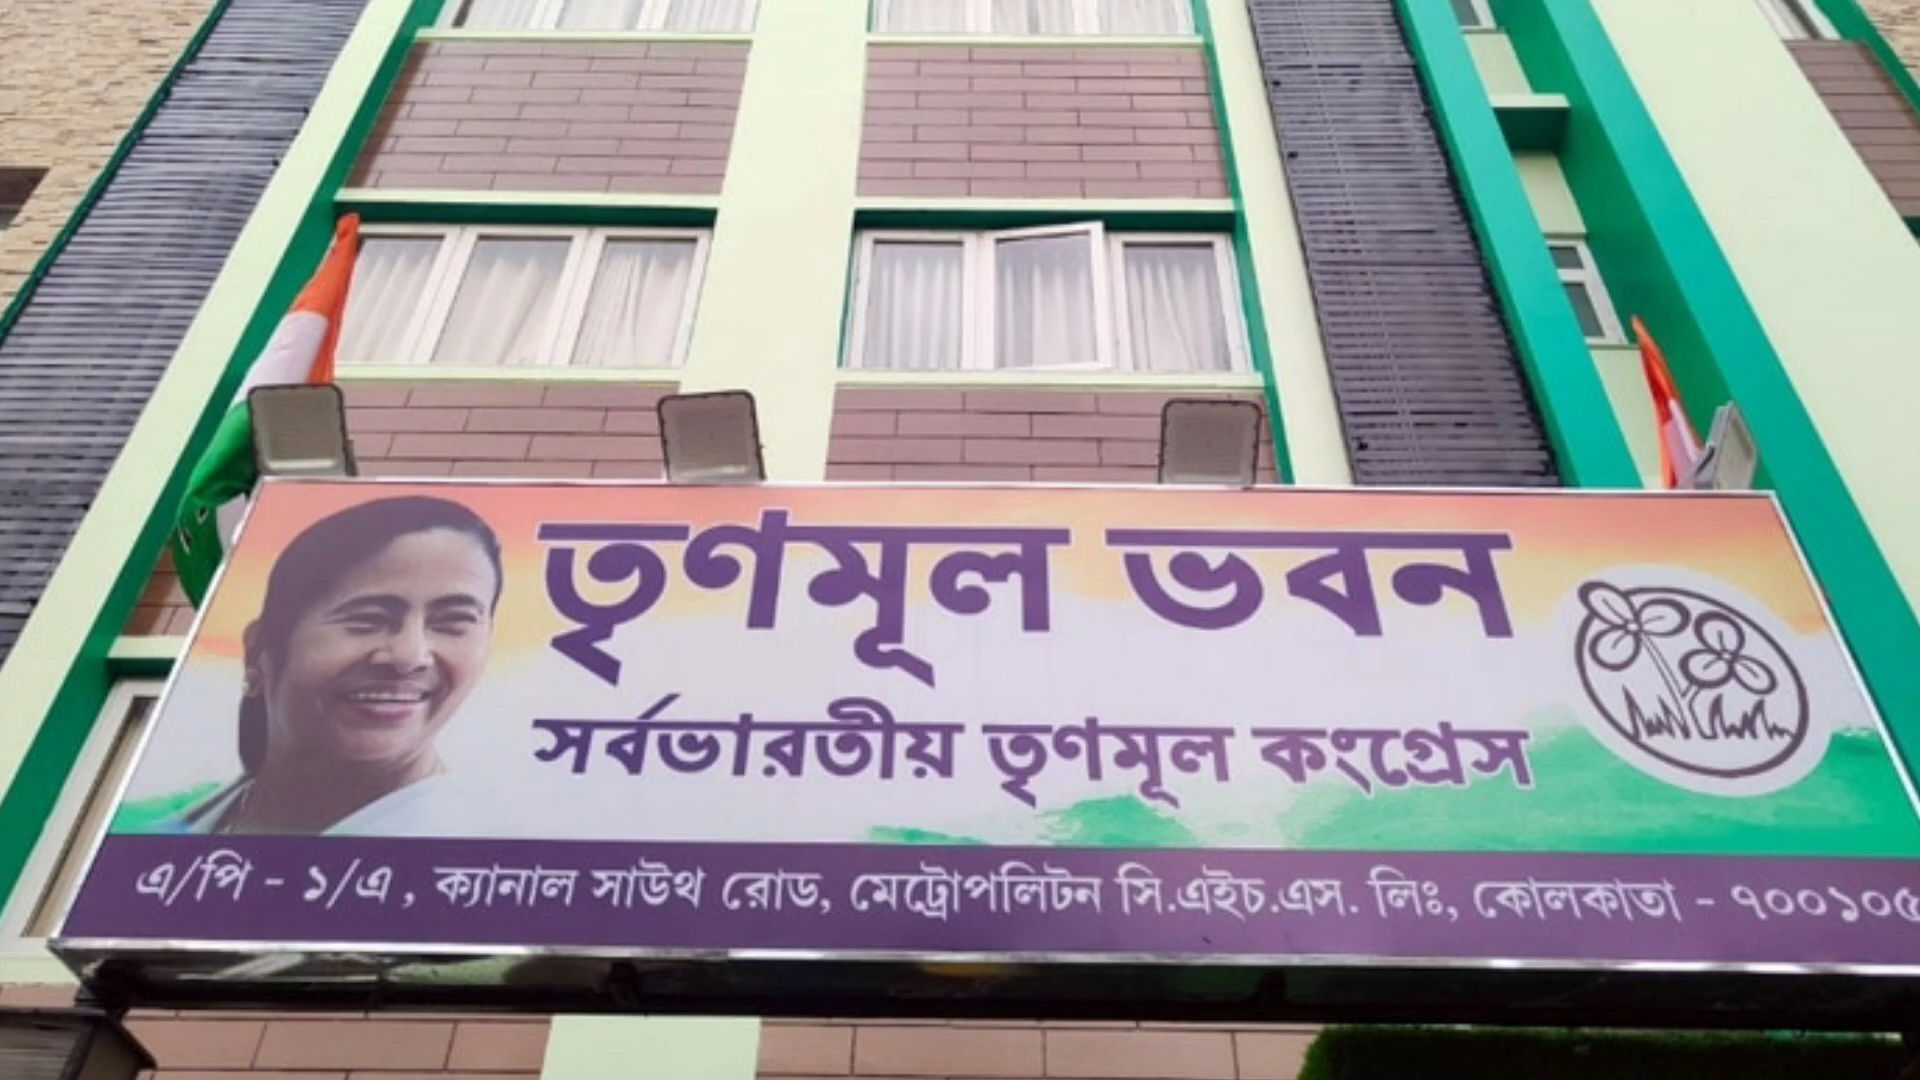 তৃণমূল ভবন
সর্বভারতীয় তৃণমূল কংগ্রেস
এ/পি - ১/এ, ক্যানাল সাউথ রোড, মেট্রোপলিটন সি.এইচ.এস. লিঃ, কোলকাতা - ৭০০১০৫